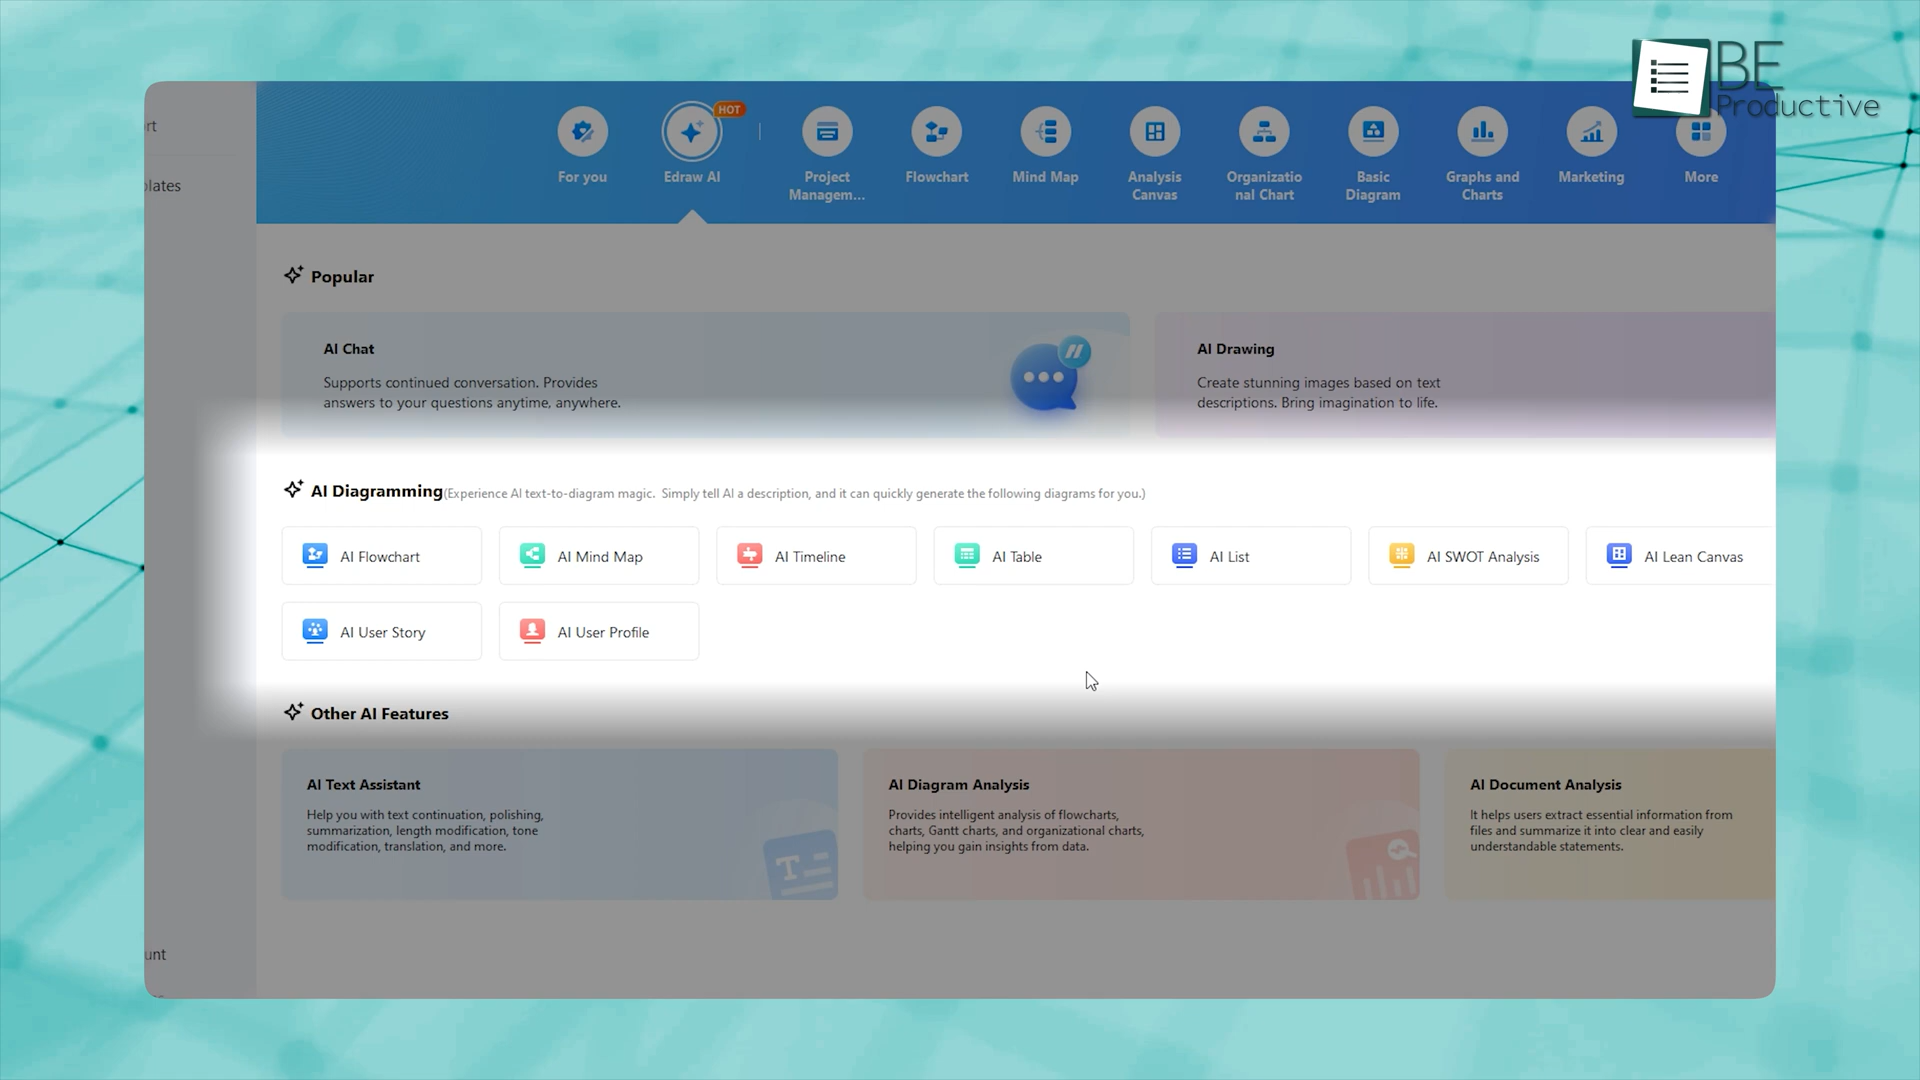 BE
Productive
rt
plates
HOT
For you
Edraw AI
Project
Managem...
Flowchart
Mind Map
Analysis
Canvas
Organizatio
nal Chart
Basic
Diagram
Graphs and
Charts
Marketing
More
Popular
AI Chat
Supports continued conversation. Provides
answers to your questions anytime, anywhere.
AI Drawing
Create stunning images based on text
descriptions. Bring imagination to life.
AI Diagramming(Experience AI text-to-diagram magic. Simply tell AI a description, and it can quickly generate the following diagrams for you.)
AI Flowchart
AI Mind Map
AI Timeline
AI Table
AI List
AI SWOT Analysis
AI Lean Canvas
AI User Story
AI User Profile
Other AI Features
AI Text Assistant
Help you with text continuation, polishing,
summarization, length modification, tone
modification, translation, and more.
AI Diagram Analysis
Provides intelligent analysis of flowcharts,
charts, Gantt charts, and organizational charts,
helping you gain insights from data.
AI Document Analysis
It helps users extract essential information from
files and summarize it into clear and easily
understandable statements.
unt